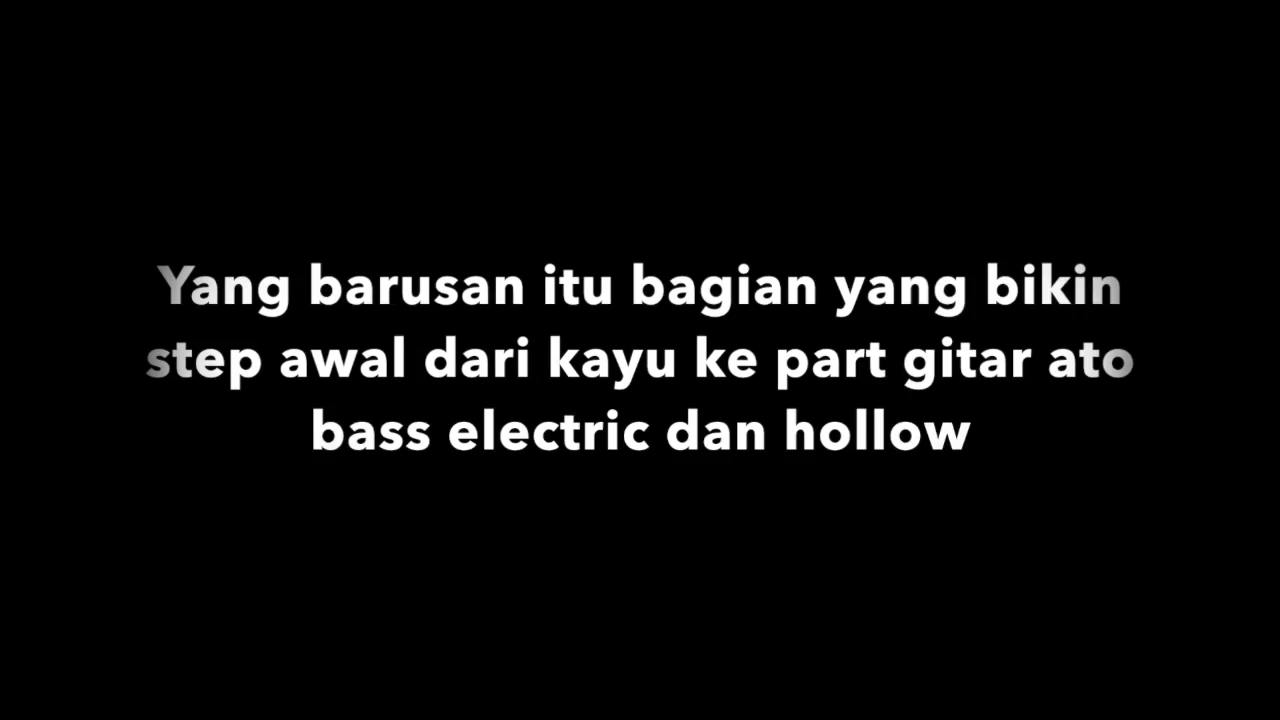 Yang barusan itu bagian yang bikin
step awal dari kayu ke part gitar ato
bass electric dan hollow